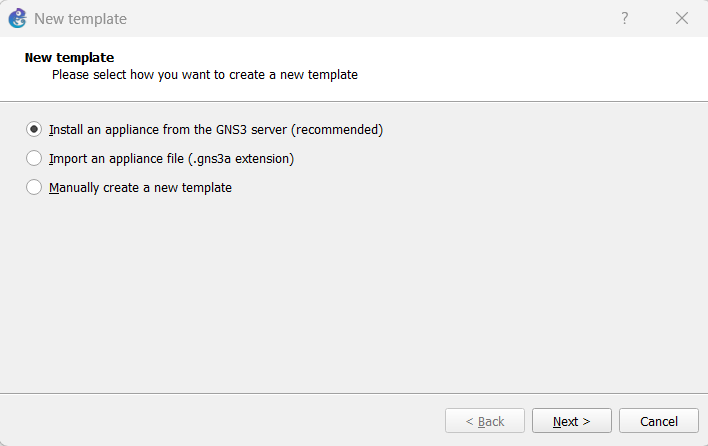 New template
New template
Please select how you want to create a new template
Install an appliance from the GNS3 server (recommended)
Import an appliance file (.gns3a extension)
Manually create a new template
< Back Next > Cancel